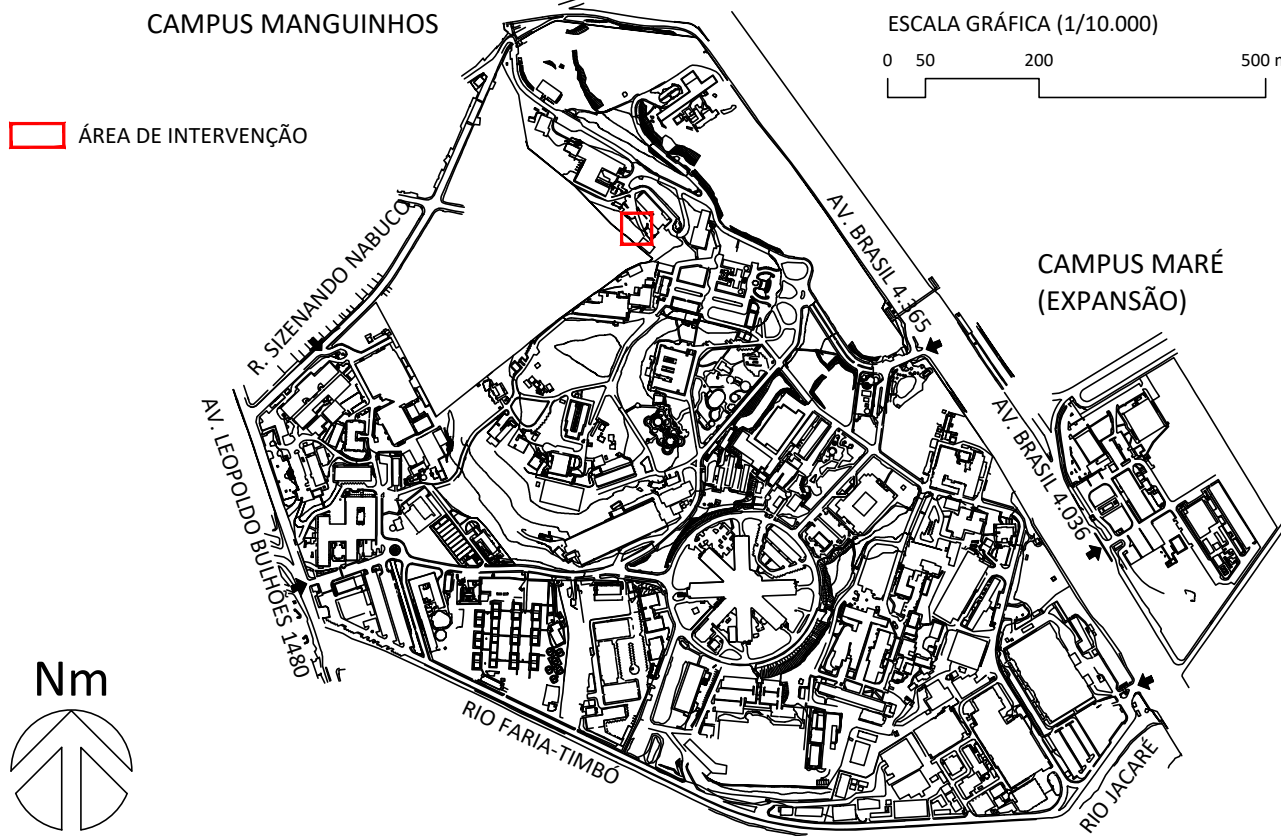 CAMPUS MANGUINHOS
ESCALA GRÁFICA (1/10.000)
0 50 200 500 m
ÁREA DE INTERVENÇÃO
R. SIZENANDO NABUCO
AV. BRASIL 4.365
CAMPUS MARÉ
(EXPANSÃO)
AV. LEOPOLDO BULHÕES 1480
AV. BRASIL 4.036
Nm
RIO FARIA-TIMBÓ
RIO JACARÉ